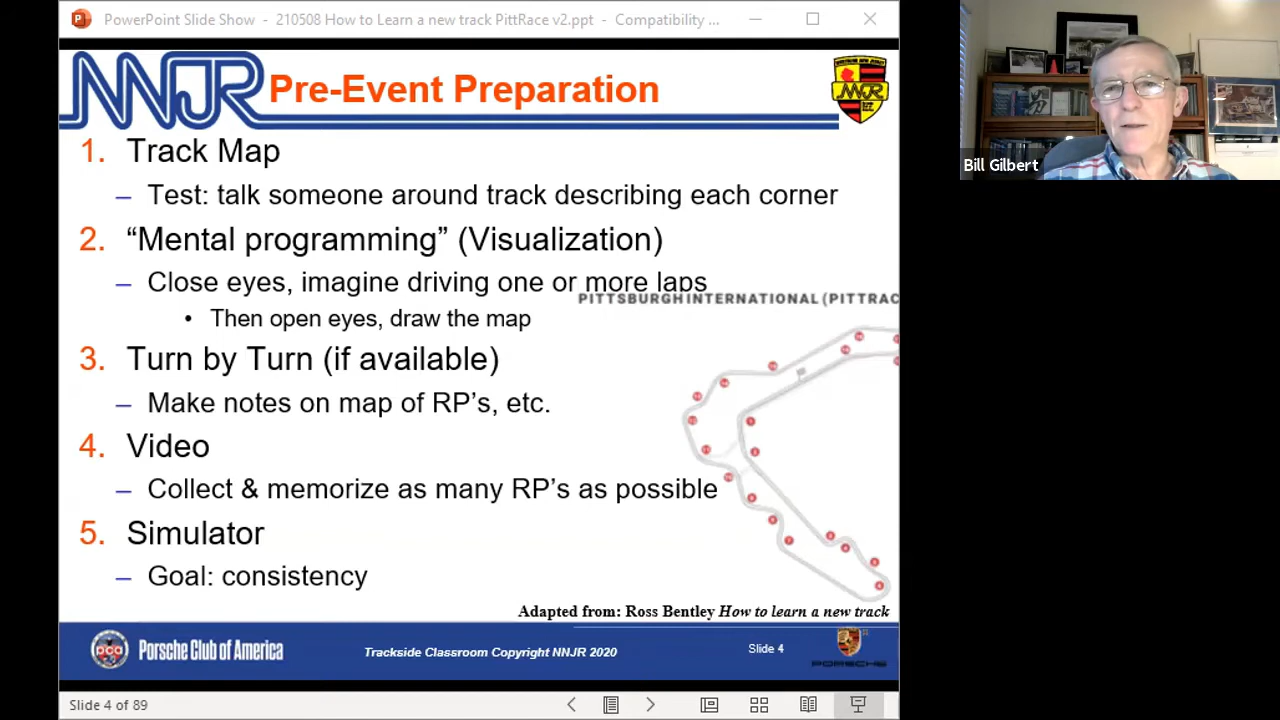 PowerPoint Slide Show - 210508 How to Learn a new track PittRace v2.ppt - Compatibility ...
NNJR
Pre-Event Preparation
NNJR
1. Track Map
– Test: talk someone around track describing each corner
2. “Mental programming” (Visualization)
– Close eyes, imagine driving one or more laps
PITTSBURGH INTERNATIONAL (PITTRAC
• Then open eyes, draw the map
3. Turn by Turn (if available)
– Make notes on map of RP’s, etc.
4. Video
– Collect & memorize as many RP’s as possible
5. Simulator
– Goal: consistency
Adapted from: Ross Bentley How to learn a new track
pca
Porsche Club of America
Trackside Classroom Copyright NNJR 2020
Slide 4
PORSCHE
Slide 4 of 89
Bill Gilbert